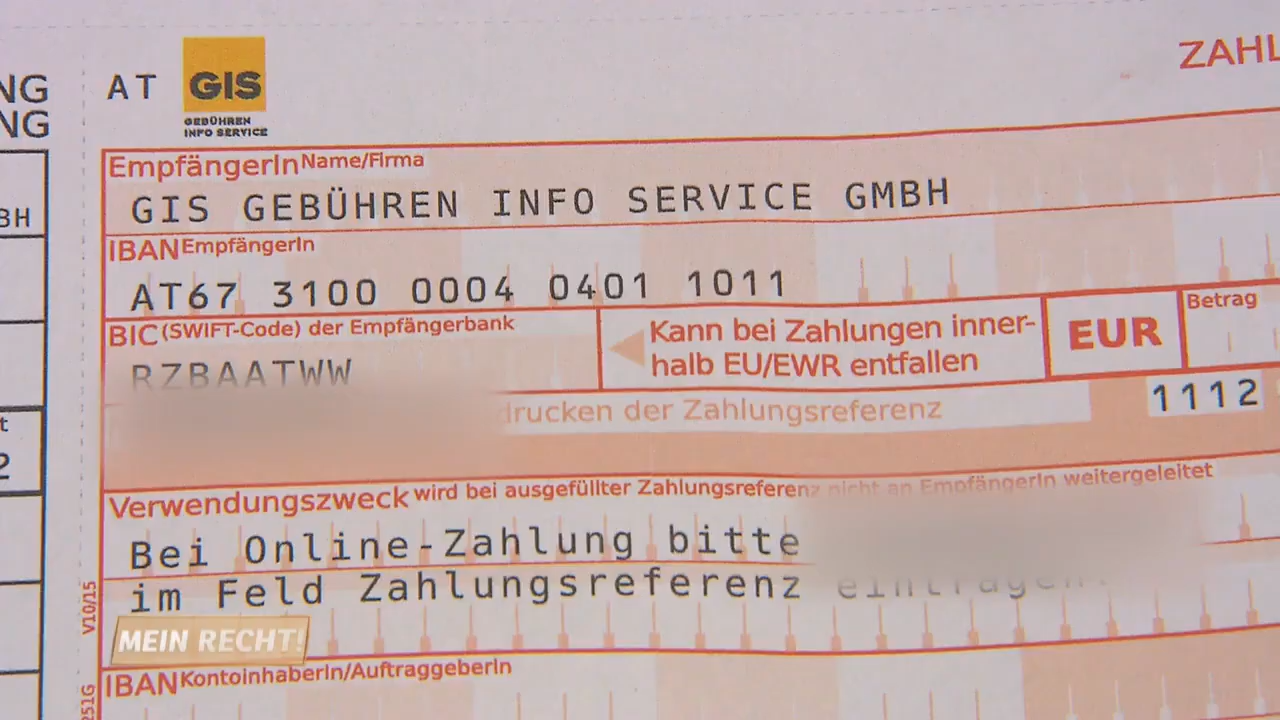 NG
NG
AT
GIS
GEBÜHREN
INFO SERVICE
ZAHL
EmpfängerIn Name/Firma
GIS GEBÜHREN INFO SERVICE GMBH
BH
IBAN EmpfängerIn
AT67 3100 0004 0401 1011
BIC (SWIFT-Code) der Empfängerbank
RZBAATWW
Kann bei Zahlungen inner-
halb EU/EWR entfallen
EUR
Betrag
drucken der Zahlungsreferenz
1112
t
2
Verwendungszweck wird bei ausgefüllter Zahlungsreferenz nicht an EmpfängerIn weitergeleitet
Bei Online-Zahlung bitte
im Feld Zahlungsreferenz eintragen.
V10/15
MEIN RECHT!
IBAN KontoinhaberIn/AuftraggeberIn
251G